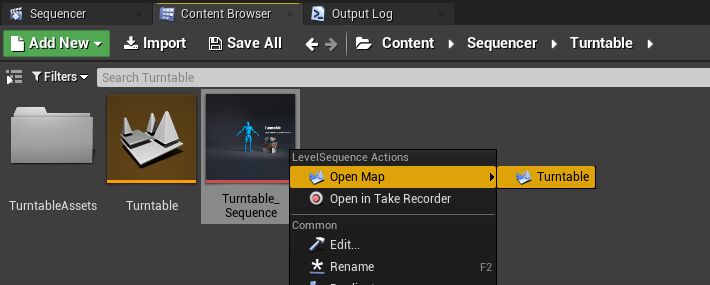 Sequencer
Content Browser
Output Log
Add New
Import
Save All
Content
Sequencer
Turntable
Filters
Search Turntable
LevelSequence Actions
Open Map
Turntable
Open in Take Recorder
TurntableAssets
Turntable
Turntable_
Sequence
Common
Edit...
Rename F2